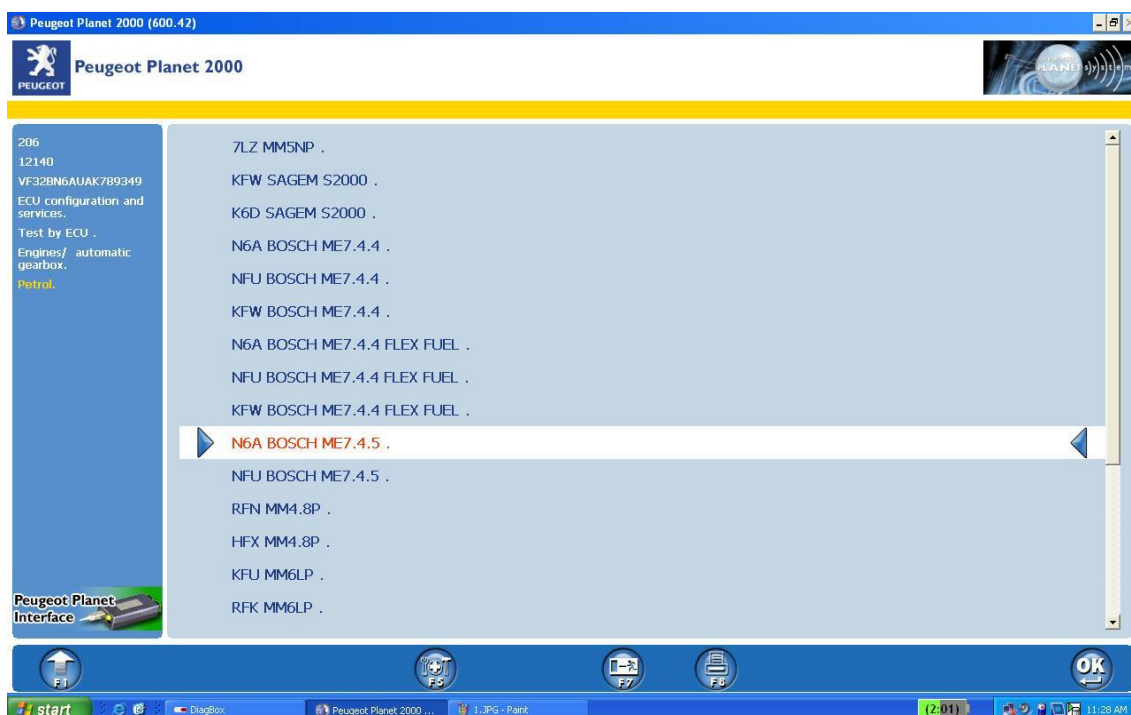 Peugeot Planet 2000 (600.42)
PEUGEOT
Peugeot Planet 2000
PLANET s)y)s)t)e)m
206
12140
VF32BN6AUAK789349
ECU configuration and
services.
Test by ECU .
Engines/ automatic
gearbox.
Petrol.
7LZ MM5NP .
KFW SAGEM S2000 .
K6D SAGEM S2000 .
N6A BOSCH ME7.4.4 .
NFU BOSCH ME7.4.4 .
KFW BOSCH ME7.4.4 .
N6A BOSCH ME7.4.4 FLEX FUEL .
NFU BOSCH ME7.4.4 FLEX FUEL .
KFW BOSCH ME7.4.4 FLEX FUEL .
N6A BOSCH ME7.4.5 .
NFU BOSCH ME7.4.5 .
RFN MM4.8P .
HFX MM4.8P .
KFU MM6LP .
RFK MM6LP .
Peugeot Planet
Interface
F1
F5
F7
F8
OK
start
DiagBox
Peugeot Planet 2000 ...
1.JPG - Paint
(2:01)
11:28 AM